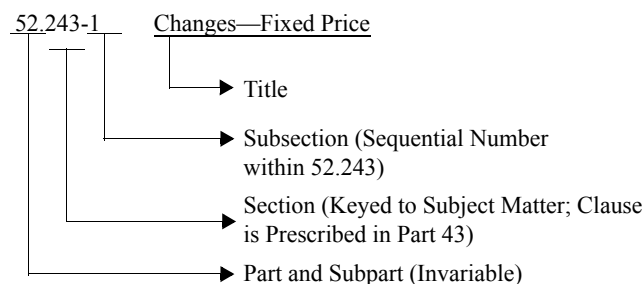 52.243-1 Changes—Fixed Price
Title
Subsection (Sequential Number
within 52.243)
Section (Keyed to Subject Matter; Clause
is Prescribed in Part 43)
Part and Subpart (Invariable)